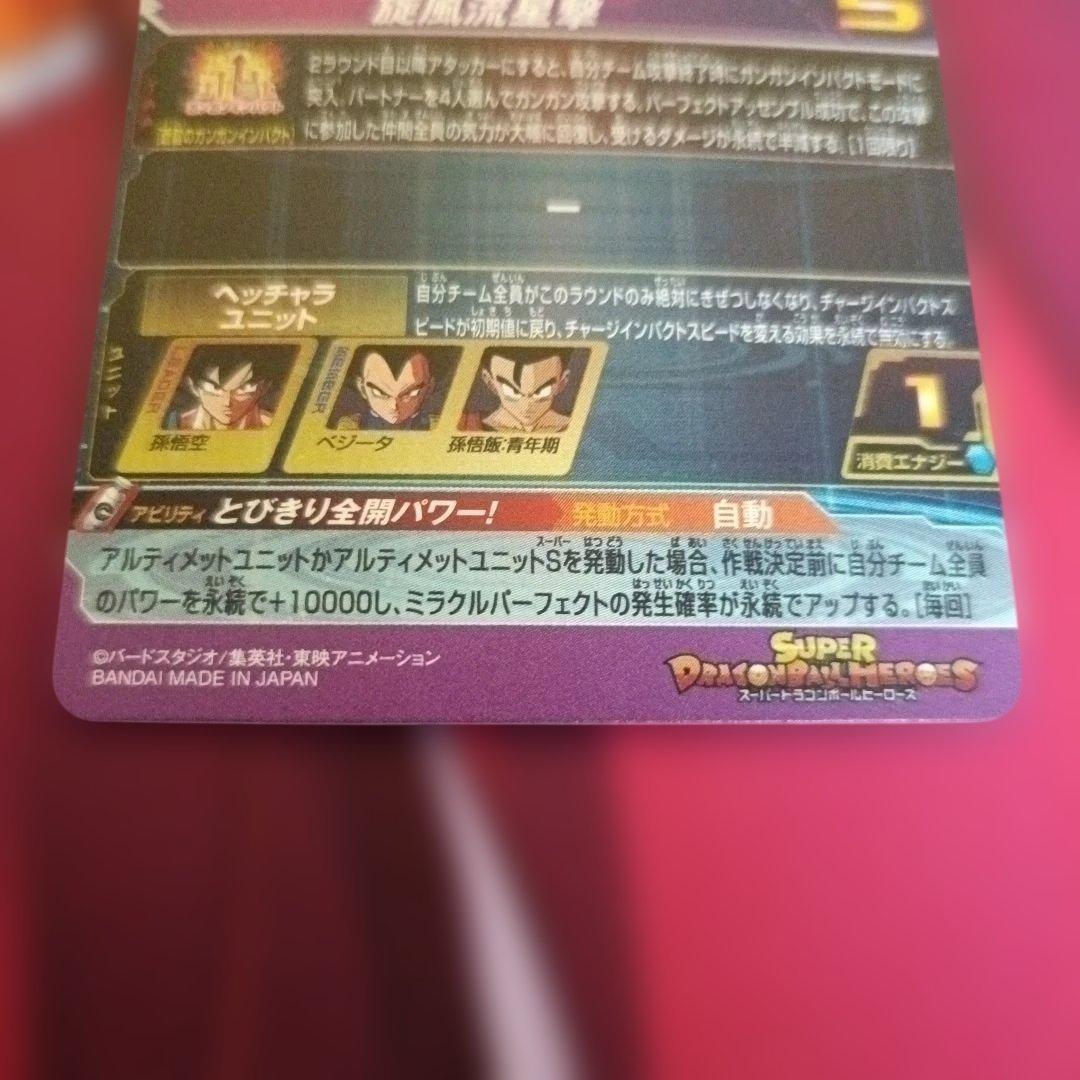 旋風流星撃
5
2ラウンド目以降アタッカーにすると、自分チーム攻撃終了時にガンガンインパクトモードに
突入。パートナーを4人選んでガンガン攻撃する。パーフェクトアッセンブル成功で、この攻撃
に参加した仲間全員の気力が大幅に回復し、受けるダメージが永続で半減する。[1回限り]
ー
ヘッチャラ
ユニット
自分チーム全員がこのラウンドのみ絶対にきぜつしなくなり、チャージインパクトス
ピードが初期値に戻り、チャージインパクトスピードを変える効果を永続で無効にする。
ユニット
LEADER
孫悟空
MEMBER
ベジータ
孫悟飯:青年期
1
消費エナジー
アビリティ とびきり全開パワー! 発動方式 自動
アルティメットユニットかアルティメットユニットSを発動した場合、作戦決定前に自分チーム全員
のパワーを永続で+10000し、ミラクルパーフェクトの発生確率が永続でアップする。[毎回]
©バードスタジオ/集英社・東映アニメーション
BANDAI MADE IN JAPAN
SUPER
DRAGONBALL HEROES
スーパードラゴンボールヒーローズ